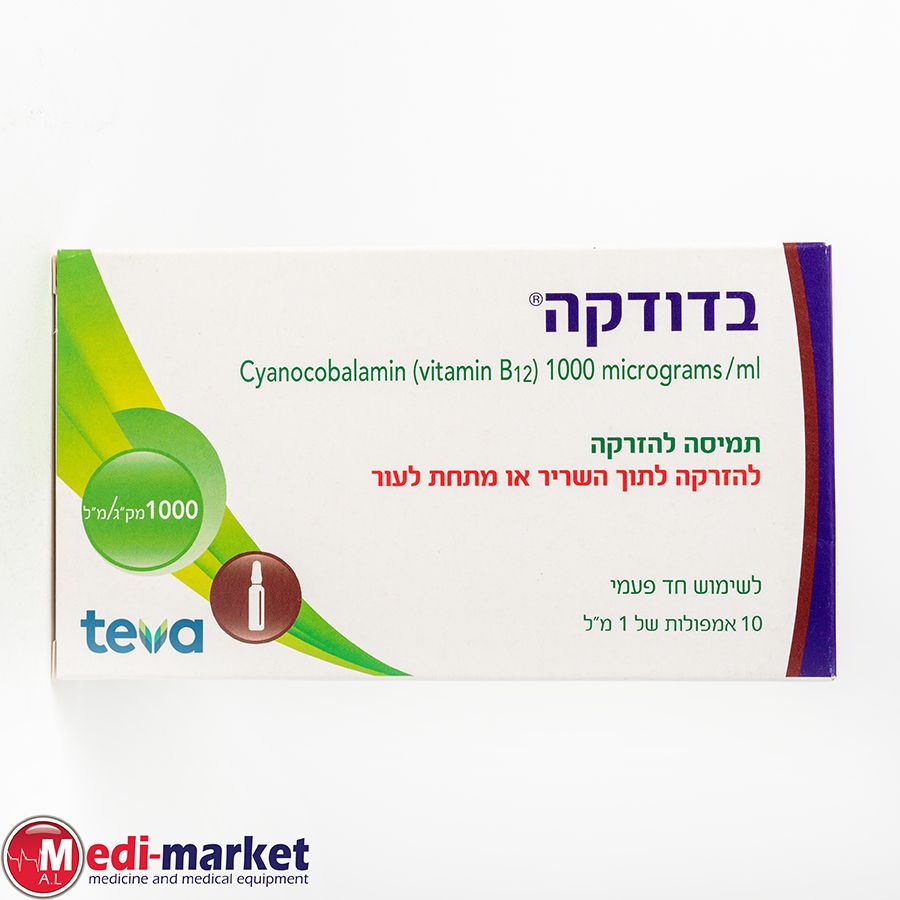 בדודקה®
Cyanocobalamin (vitamin B12) 1000 micrograms/ml
תמיסה להזרקה
להזרקה לתוך השריר או מתחת לעור
1000 מק״ג/מ״ל
לשימוש חד פעמי
10 אמפולות של 1 מ״ל
teva
Medi-market
A.L
medicine and medical equipment